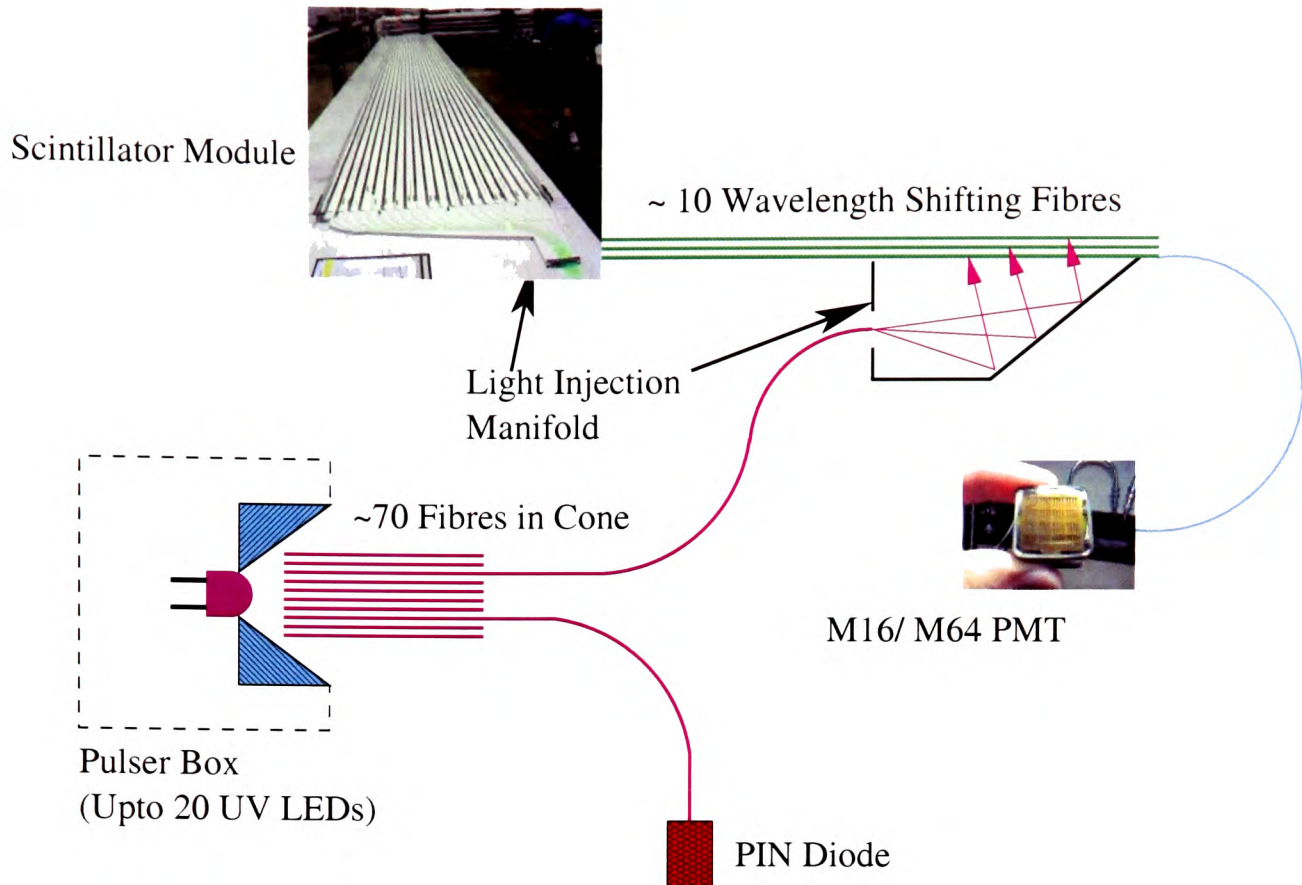 Scintillator Module
~ 10 Wavelength Shifting Fibres
Light Injection
Manifold
~70 Fibres in Cone
M16/ M64 PMT
Pulser Box
(Upto 20 UV LEDs)
PIN Diode